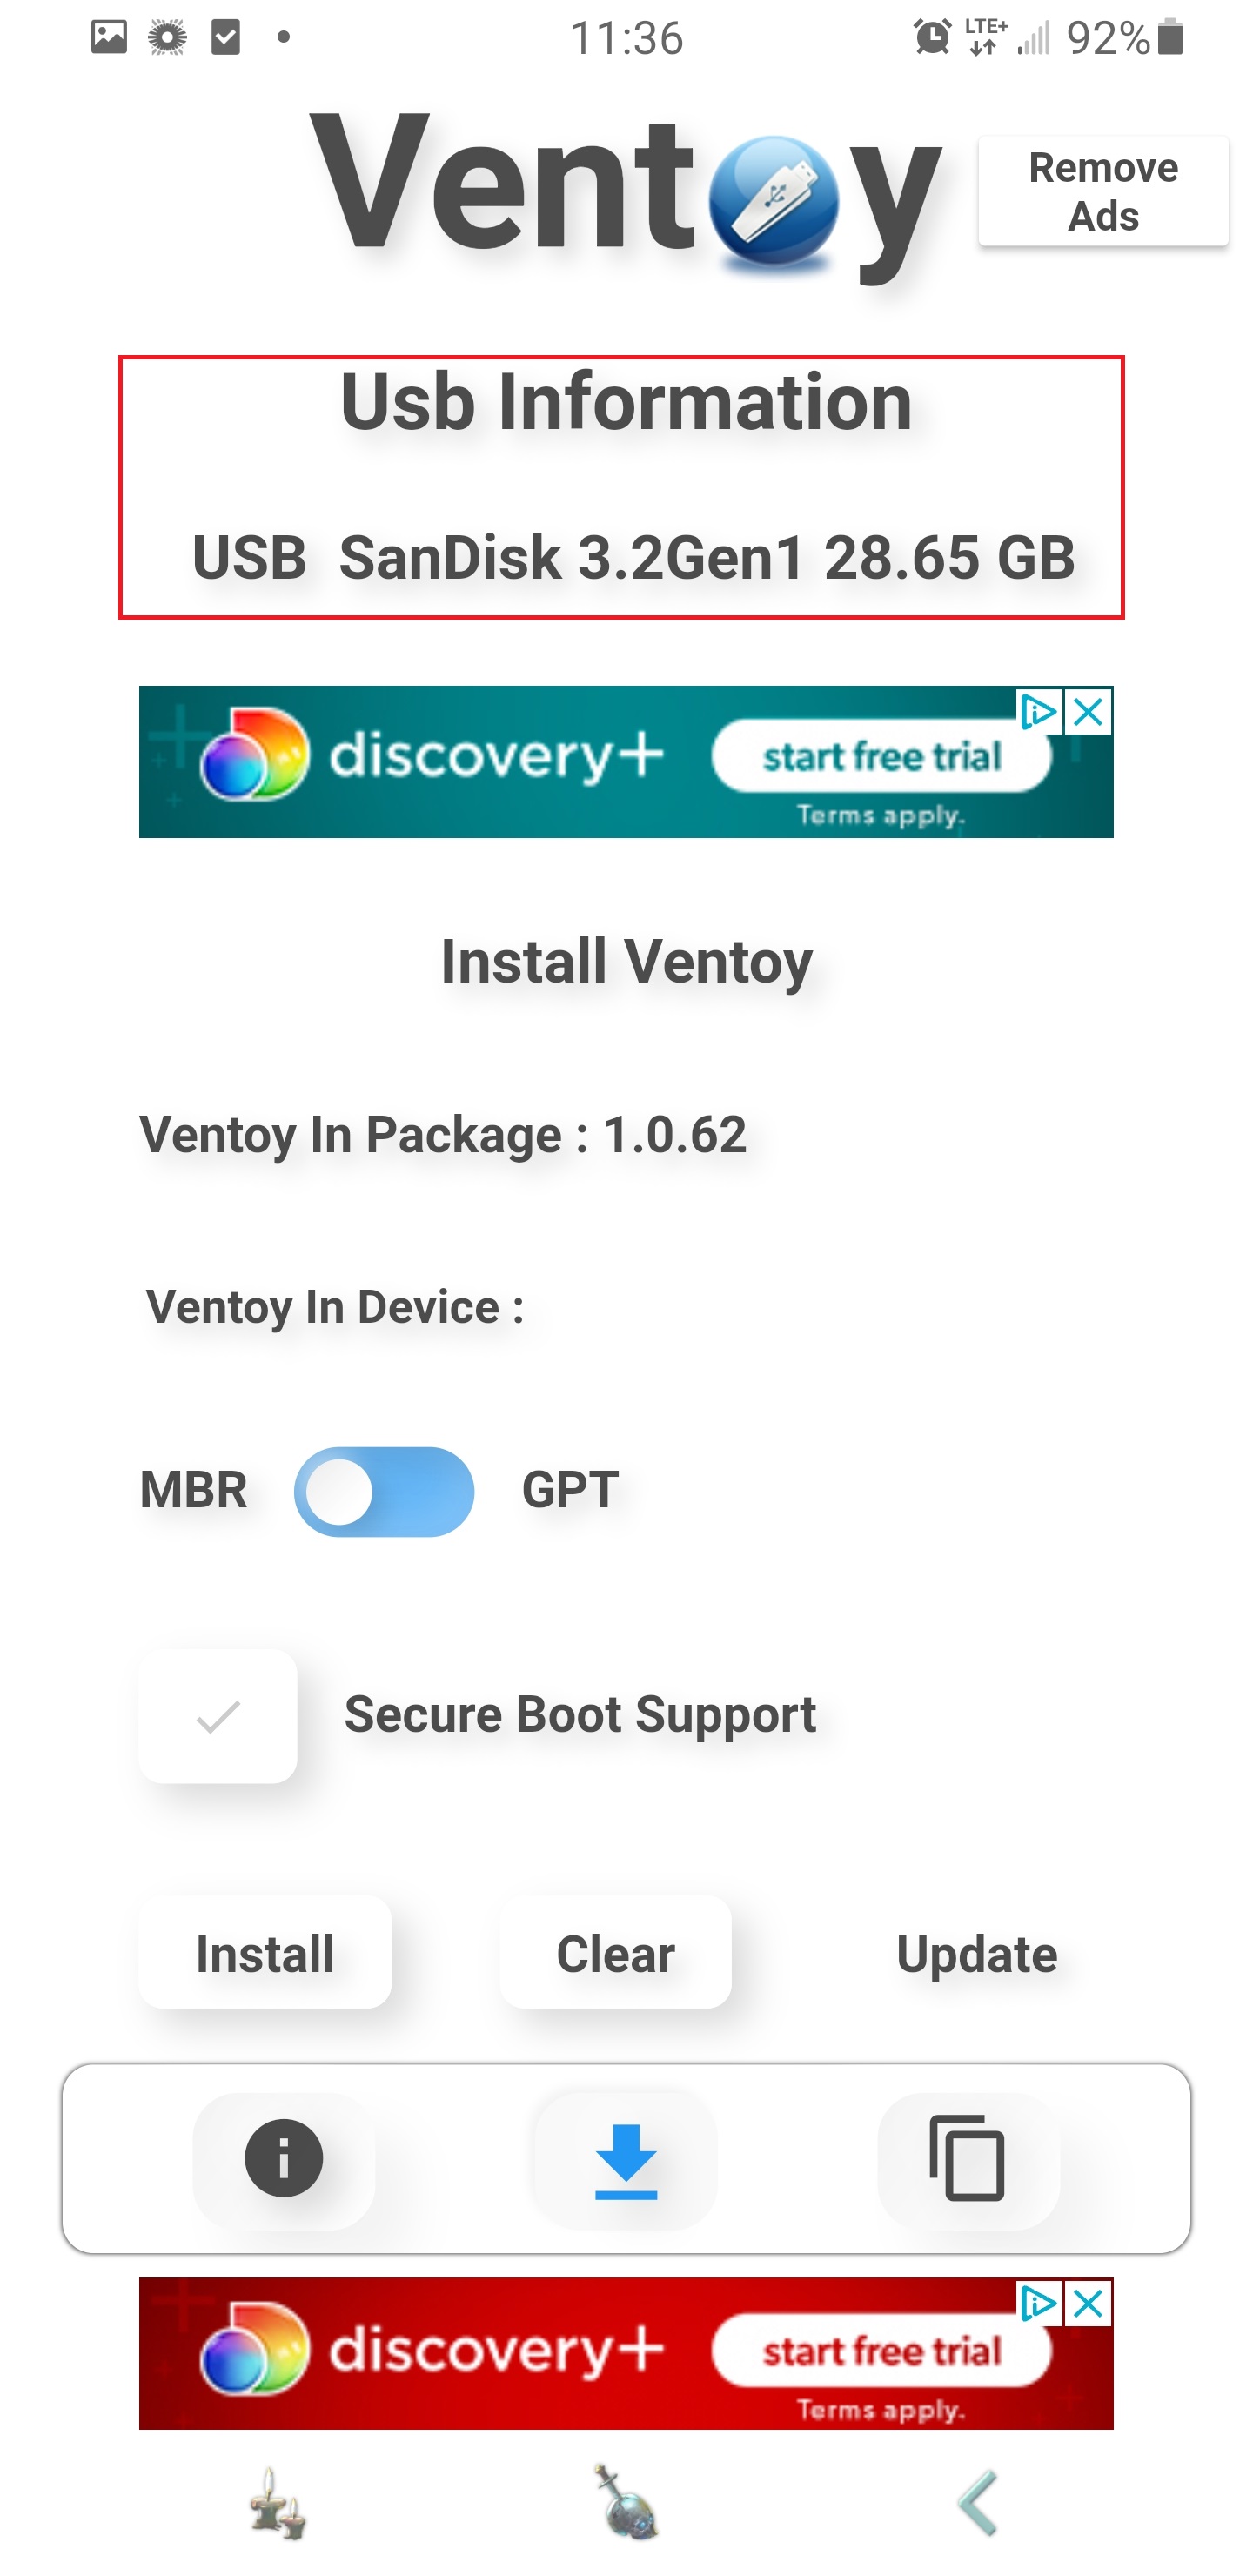 11:36 LTE+ 92%
Ventoy
Remove
Ads
Usb Information
USB SanDisk 3.2Gen1 28.65 GB
discovery+ start free trial
Terms apply.
Install Ventoy
Ventoy In Package : 1.0.62
Ventoy In Device :
MBR GPT
Secure Boot Support
Install Clear Update
discovery+ start free trial
Terms apply.